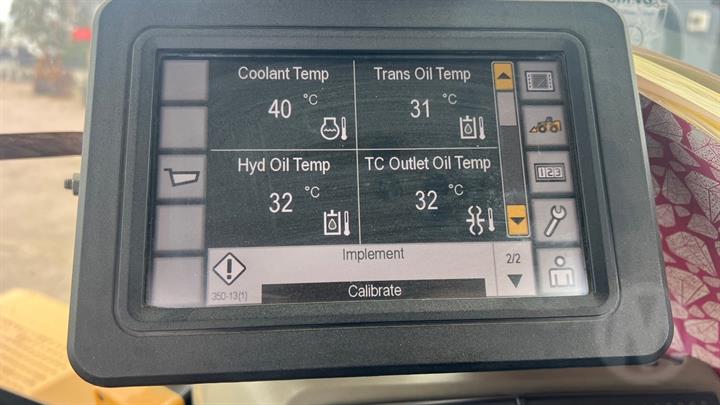 Coolant Temp
40 °C
Trans Oil Temp
31 °C
Hyd Oil Temp
32 °C
TC Outlet Oil Temp
32 °C
123
Implement
2/2
350-13(1)
Calibrate